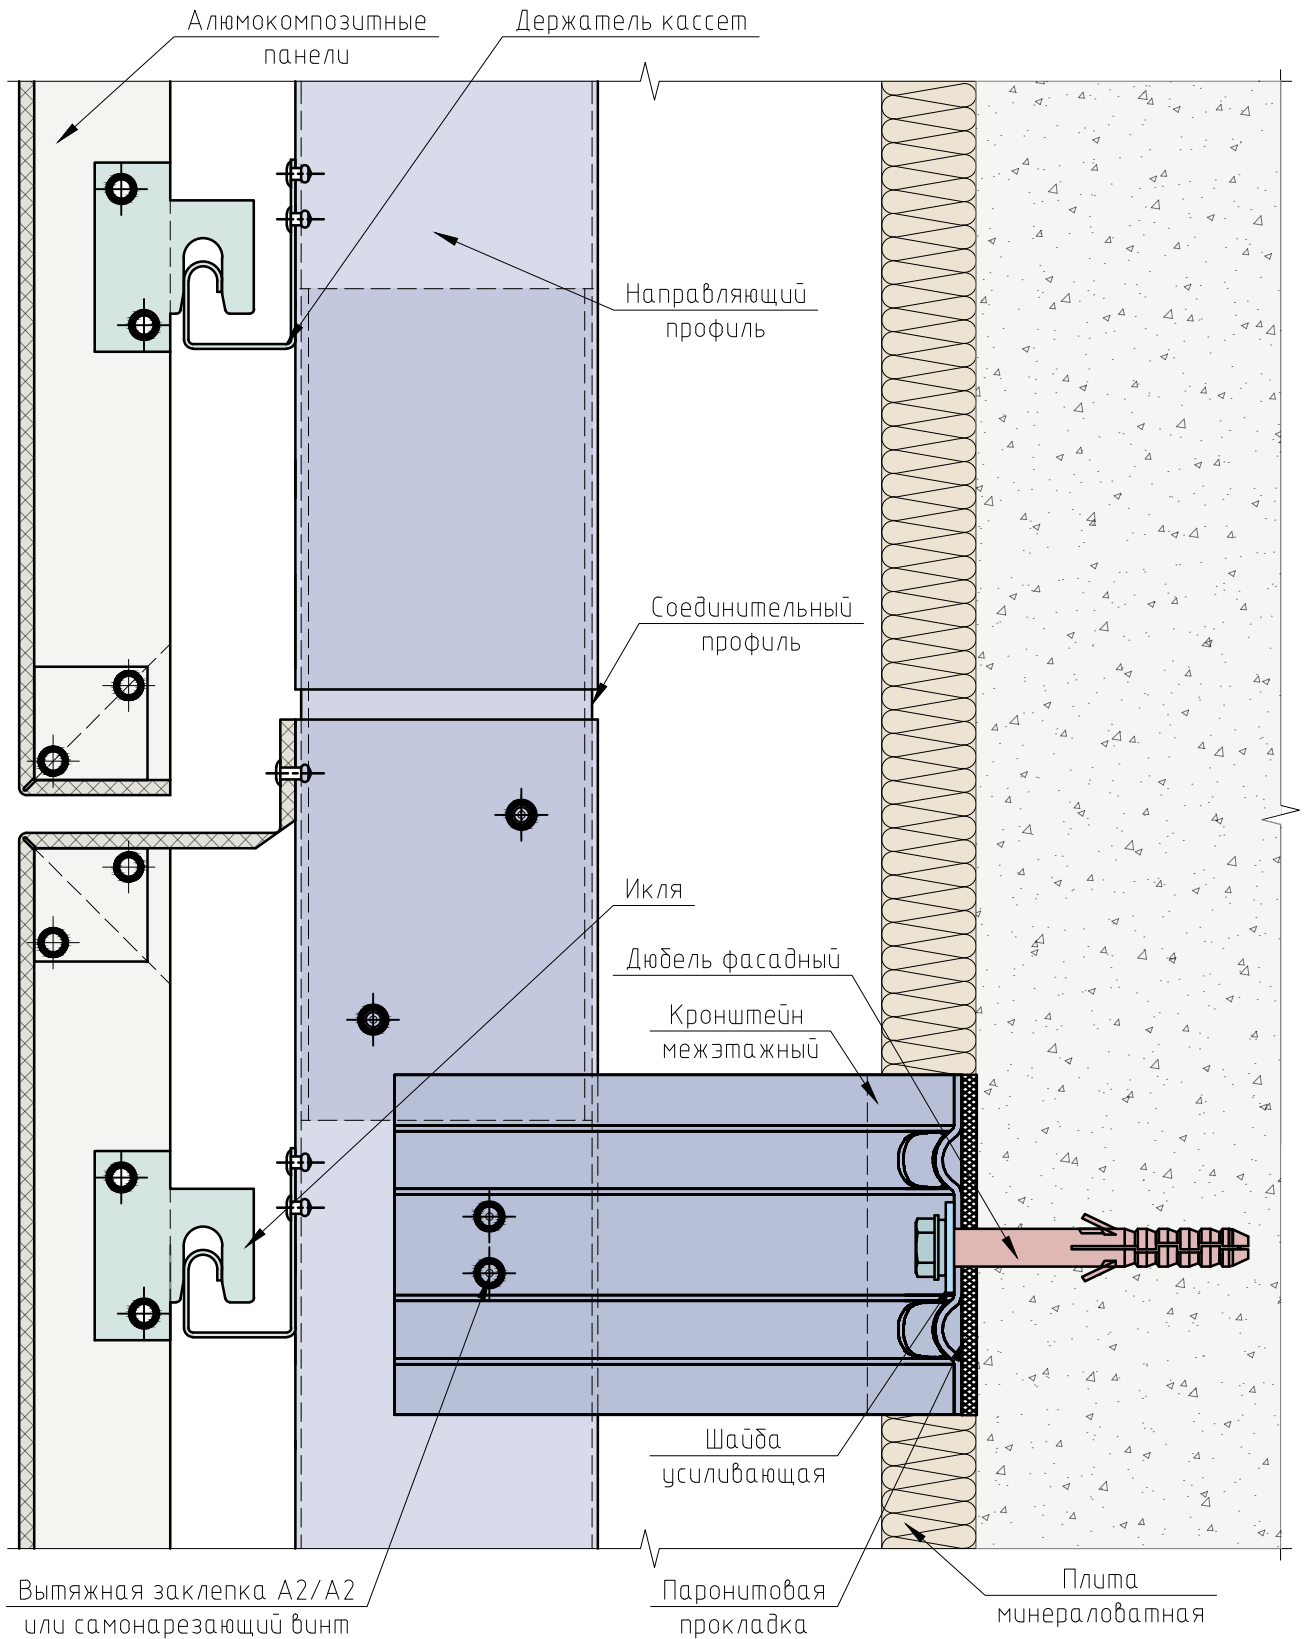 Алюмокомпозитные
панели
Держатель кассет
Направляющий
профиль
Соединительный
профиль
Икля
Дюбель фасадный
Кронштейн
межэтажный
Шайба
усиливающая
Вытяжная заклепка А2/А2
или самонарезающий винт
Паронитовая
прокладка
Плита
минераловатная